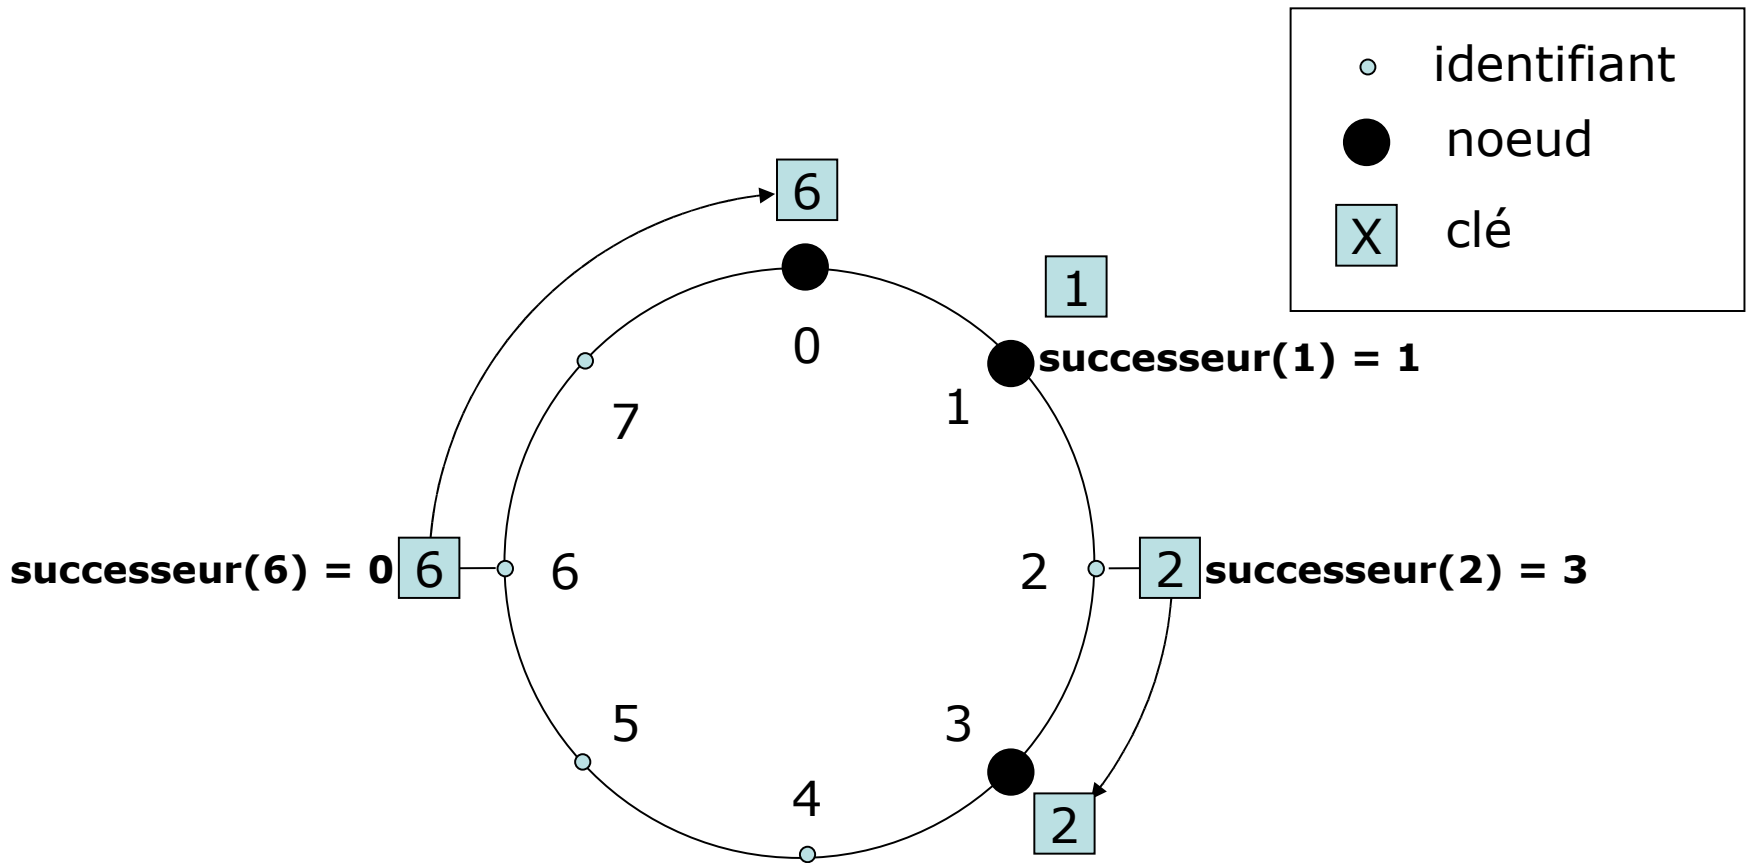 identifiant
noeud
X clé
6
1
0
successeur(1) = 1
1
7
successeur(6) = 0 6 6
2 2 successeur(2) = 3
5
3
4
2